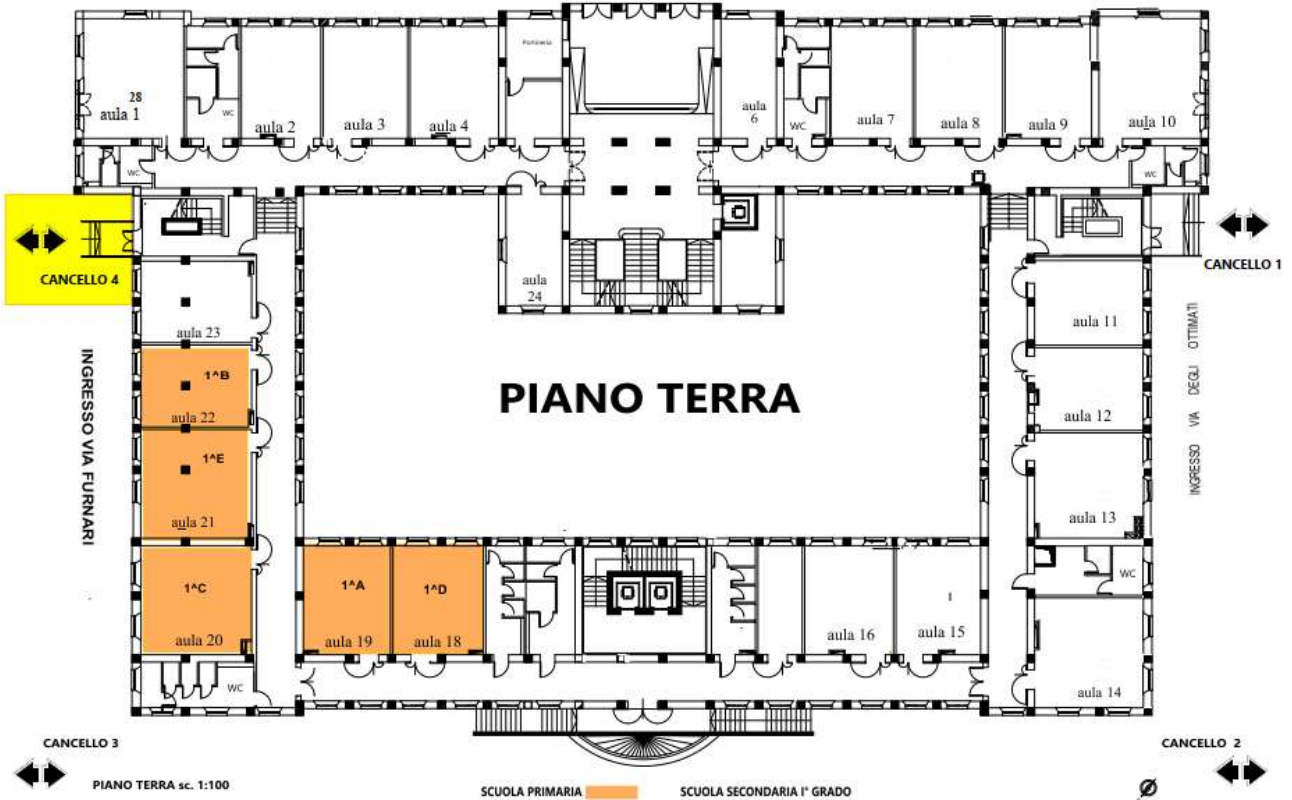 Portineria
28
aula 1
WC
aula 2
aula 3
aula 4
aula
6
WC
aula 7
aula 8
aula 9
aula 10
WC
WC
CANCELLO 4
CANCELLO 1
aula
24
aula 23
aula 11
INGRESSO VIA FURNARI
INGRESSO VIA DEGLI OTTIMATI
1^B
aula 22
PIANO TERRA
aula 12
1^E
aula 21
aula 13
1^C
aula 20
1^A
aula 19
1^D
aula 18
aula 16
aula 15
WC
WC
aula 14
CANCELLO 3
CANCELLO 2
PIANO TERRA sc. 1:100
SCUOLA PRIMARIA
SCUOLA SECONDARIA I° GRADO